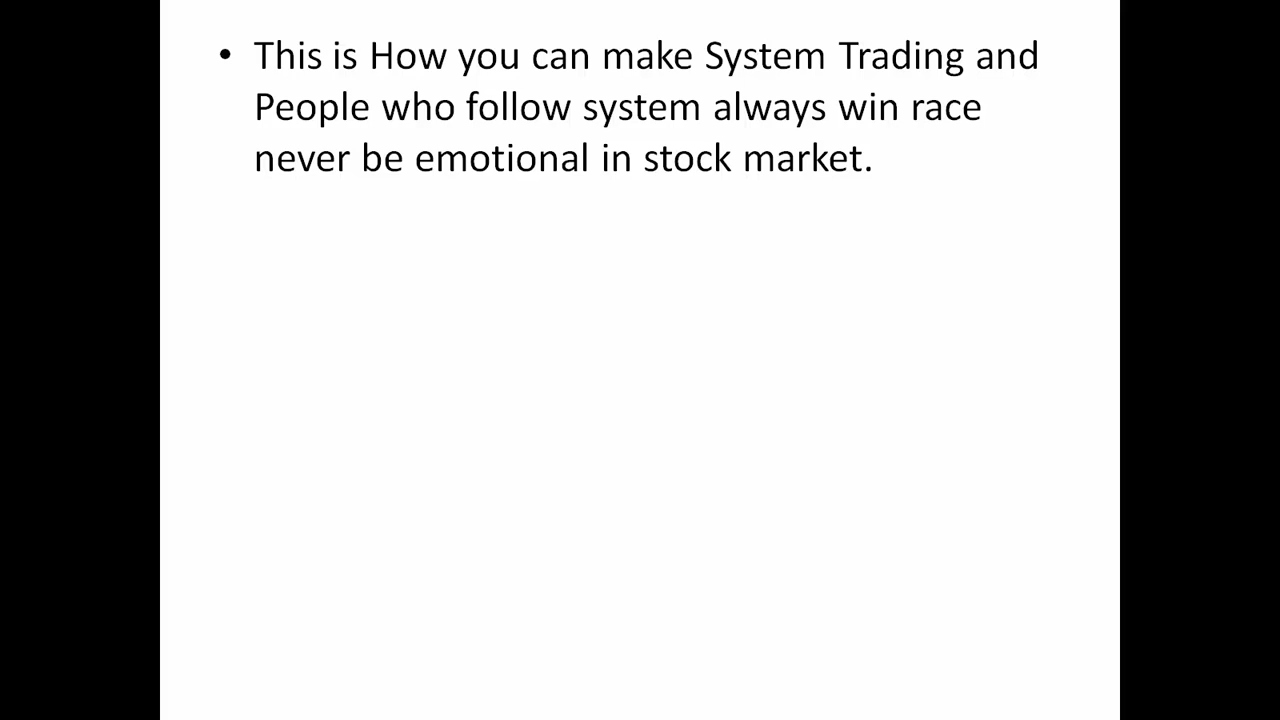 • This is How you can make System Trading and
People who follow system always win race
never be emotional in stock market.